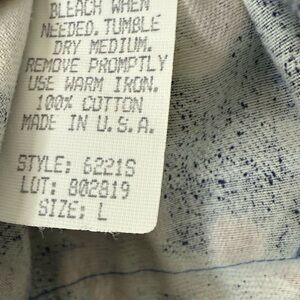 BLEACH WHEN
NEEDED. TUMBLE
DRY MEDIUM.
REMOVE PROMPTLY
USE WARM IRON.
100% COTTON
MADE IN U.S.A.
STYLE: 6221S
LOT: 802819
SIZE: L